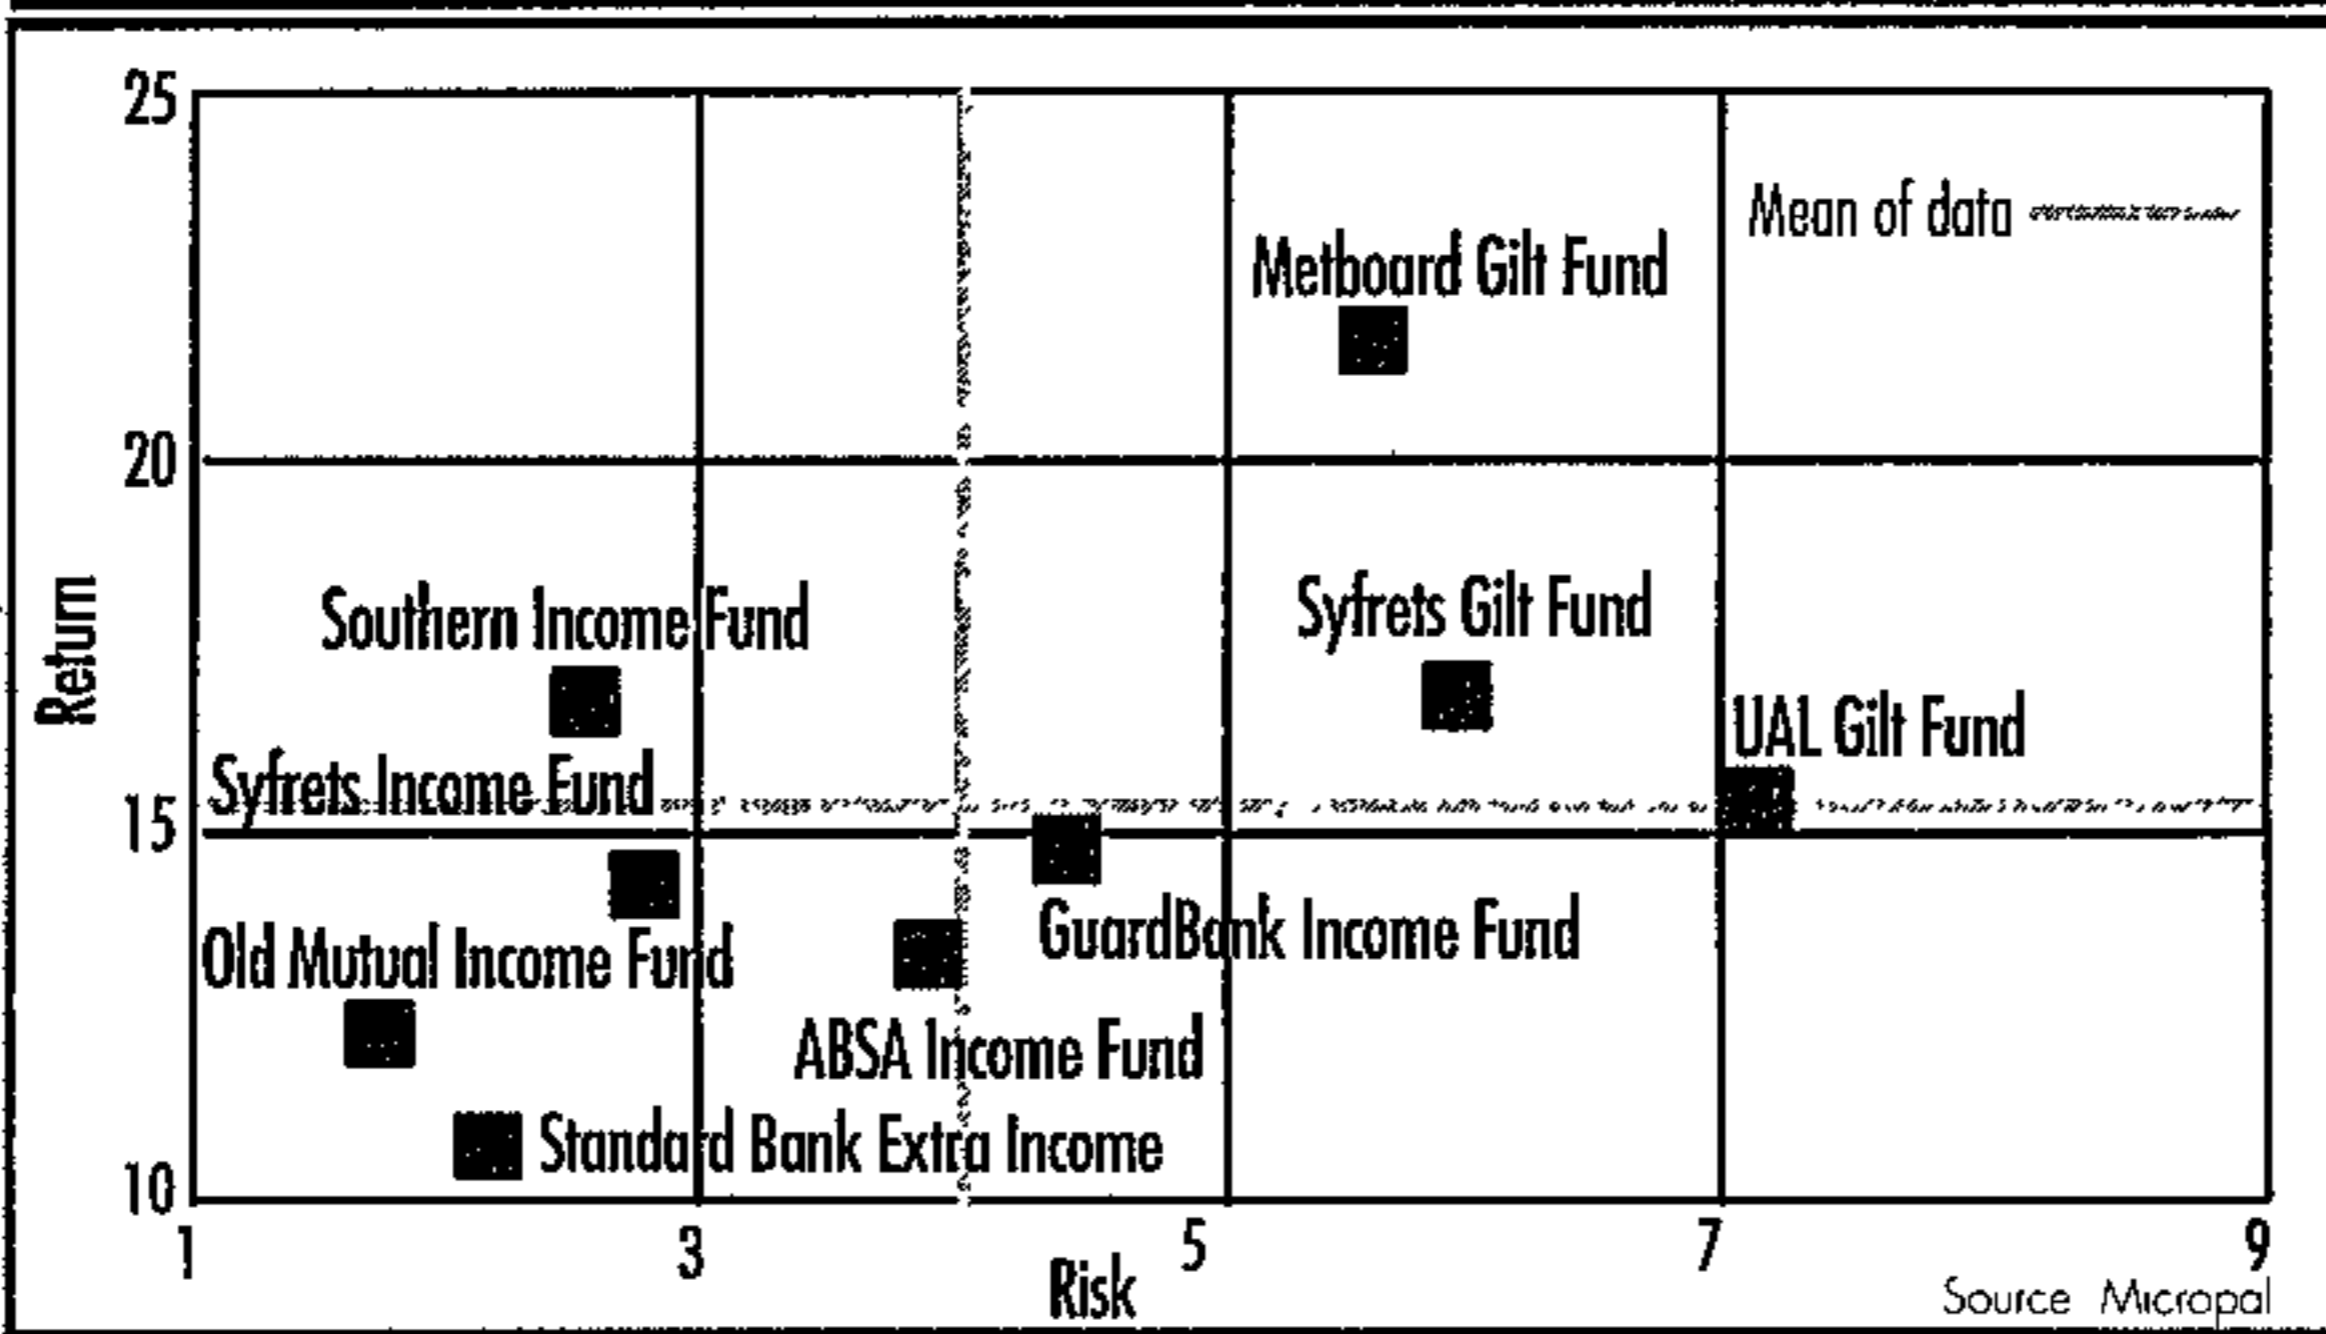 25
Mean of data
Metboard Gilt Fund
20
Southern Income Fund
Syfrets Gilt Fund
Return
UAL Gilt Fund
Syfrets Income Fund
15
GuardBank Income Fund
Old Mutual Income Fund
ABSA Income Fund
Standard Bank Extra Income
10
1 3 5 7 9
Risk
Source Micropal